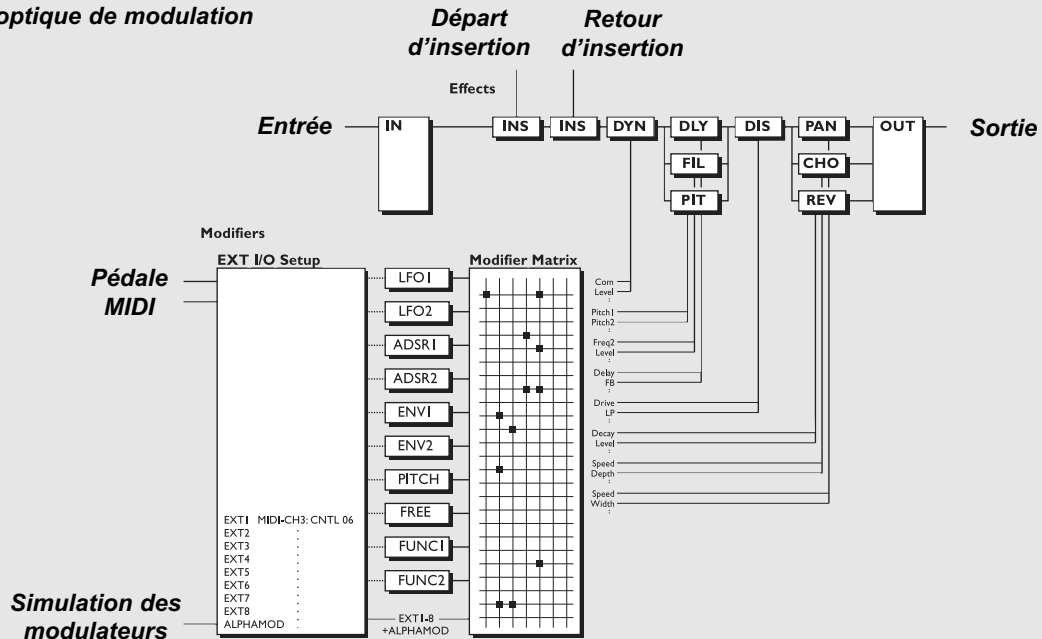 optique de modulation
Départ
d'insertion
Retour
d'insertion
Effects
Entrée
IN
INS
INS
DYN
DLY
DIS
PAN
OUT
Sortie
FIL
CHO
PIT
REV
Modifiers
EXT I/O Setup
Modifier Matrix
Pédale
MIDI
LFO1
LFO2
ADSR1
ADSR2
ENV1
ENV2
PITCH
FREE
FUNC1
FUNC2
Com
Level
:
Pitch1
Pitch2
:
Freq2
Level
:
Delay
FB
:
Drive
LP
:
Decay
Level
:
Speed
Depth
:
Speed
Width
:
EXT1 MIDI-CH3: CNTL 06
EXT2 :
EXT3 :
EXT4 :
EXT5 :
EXT6 :
EXT7 :
EXT8 :
ALPHAMOD
EXT1-8
+ALPHAMOD
Simulation des
modulateurs